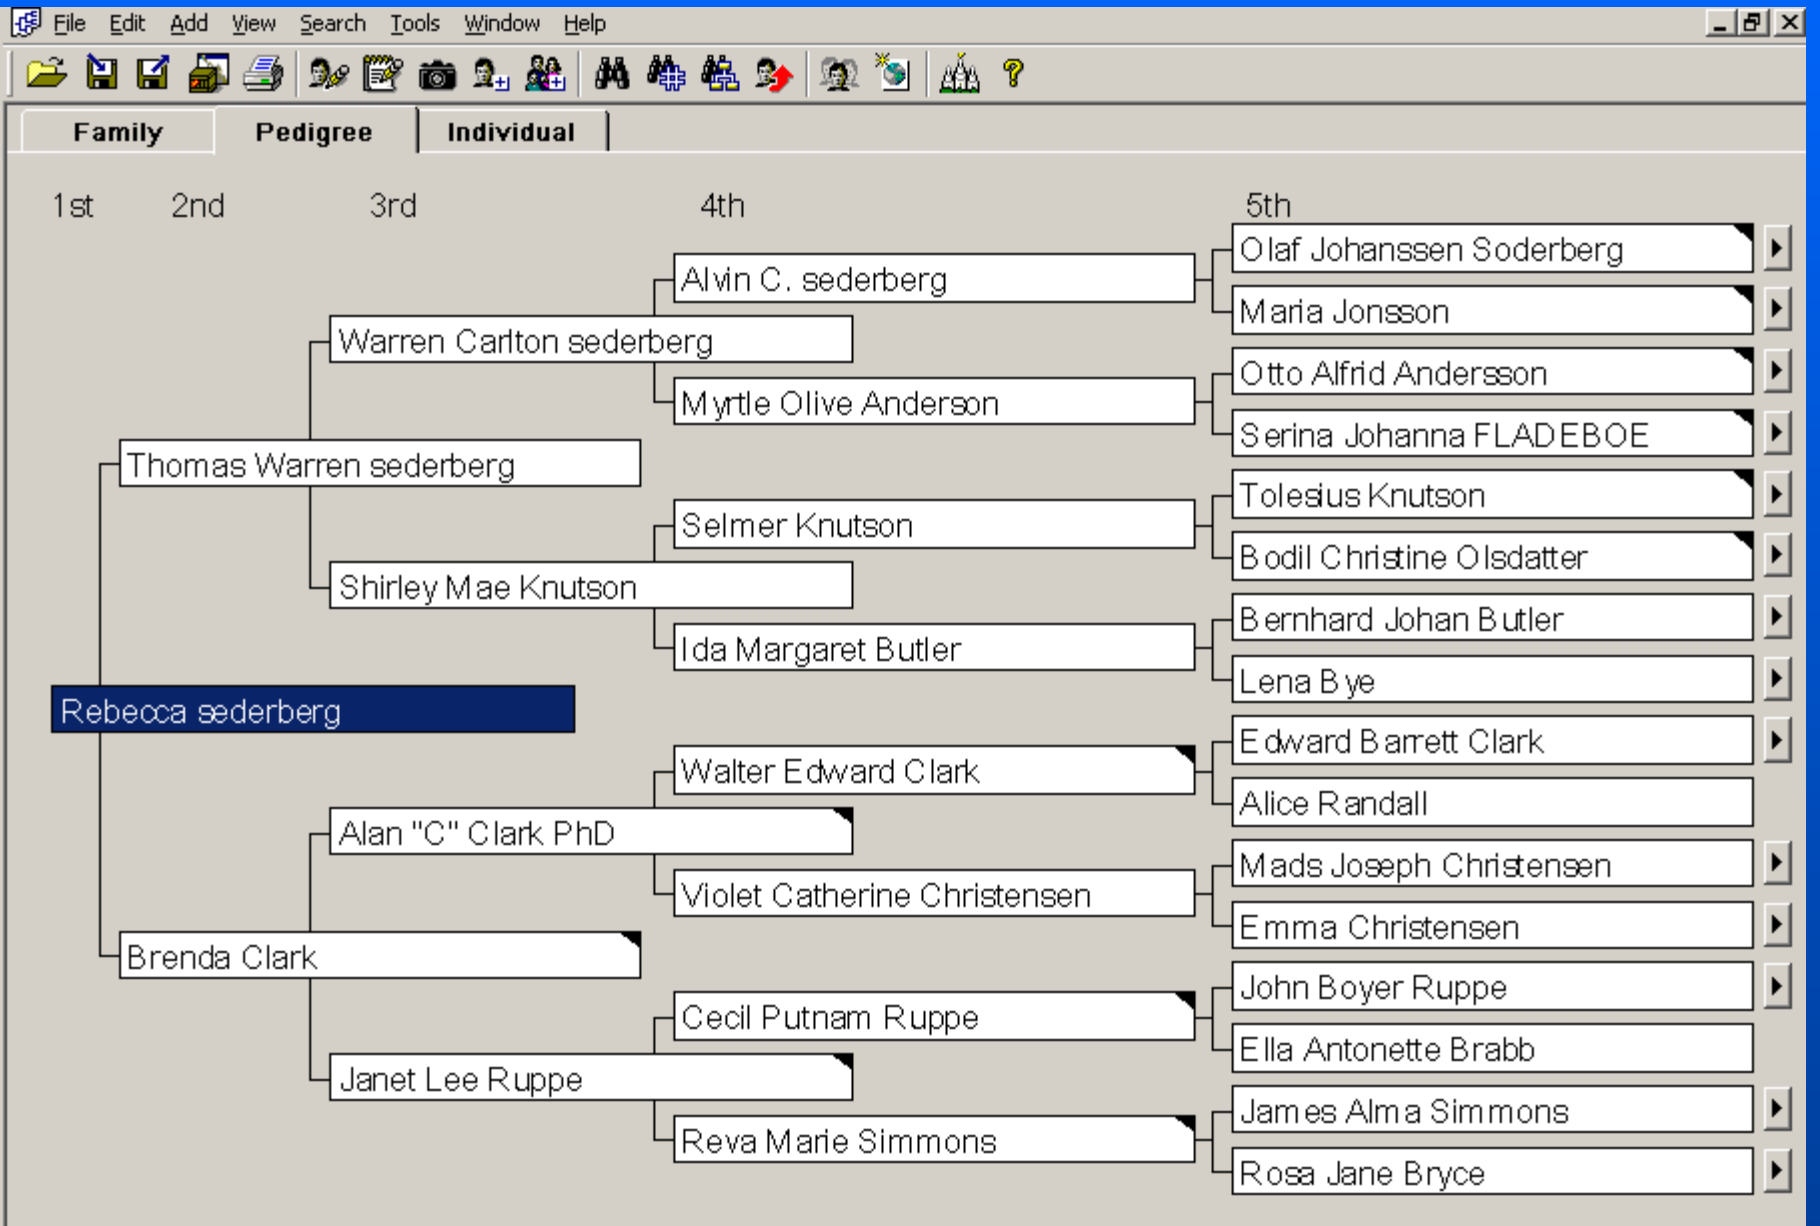 File Edit Add View Search Tools Window Help
Family Pedigree Individual
1st 2nd 3rd 4th 5th
Olaf Johanssen Soderberg
Alvin C. sederberg
Maria Jonsson
Warren Carlton sederberg
Otto Alfrid Andersson
Myrtle Olive Anderson
Serina Johanna FLADEBOE
Thomas Warren sederberg
Tolesius Knutson
Selmer Knutson
Bodil Christine Olsdatter
Shirley Mae Knutson
Bernhard Johan Butler
Ida Margaret Butler
Lena Bye
Rebecca sederberg
Edward Barrett Clark
Walter Edward Clark
Alice Randall
Alan "C" Clark PhD
Mads Joseph Christensen
Violet Catherine Christensen
Emma Christensen
Brenda Clark
John Boyer Ruppe
Cecil Putnam Ruppe
Ella Antonette Brabb
Janet Lee Ruppe
James Alma Simmons
Reva Marie Simmons
Rosa Jane Bryce